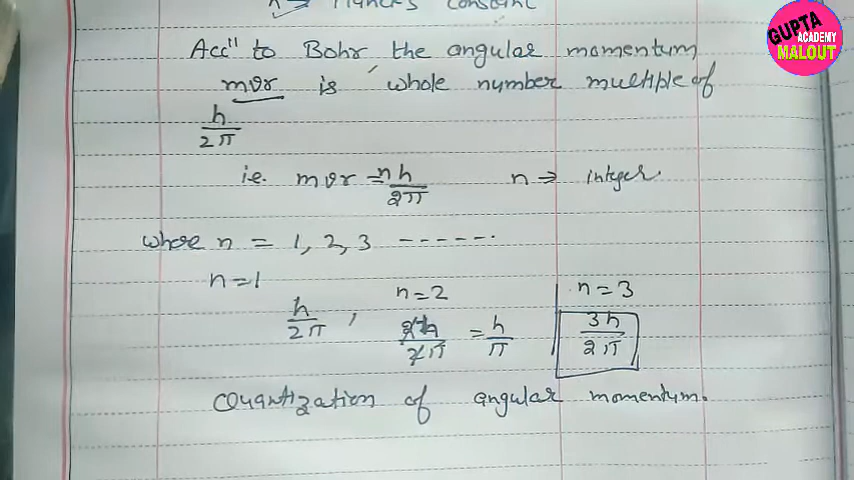 h → Planck's Constant
Acc" to Bohr, the angular momentum
mvr is whole number multiple of
h/2π
i.e. mvr = nh/2π n ⇒ integer.
where n = 1, 2, 3 ------.
n=1 n=2 n=3
h/2π , 2h/2π = h/π 3h/2π
Quantization of angular momentum.
GUPTA
ACADEMY
MALOUT